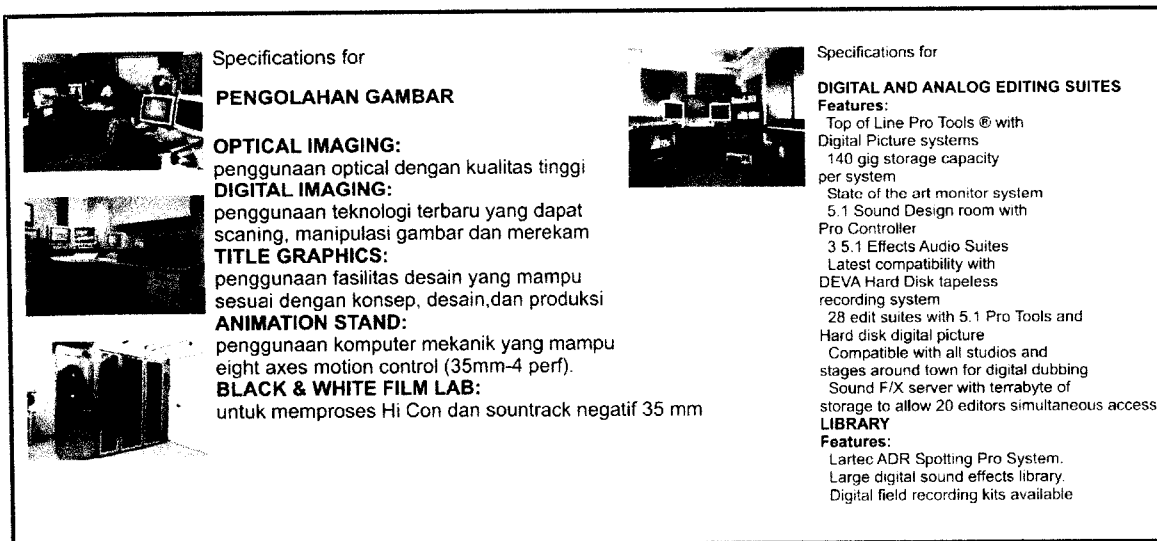 Specifications for
PENGOLAHAN GAMBAR
OPTICAL IMAGING:
penggunaan optical dengan kualitas tinggi
DIGITAL IMAGING:
penggunaan teknologi terbaru yang dapat
scaning, manipulasi gambar dan merekam
TITLE GRAPHICS:
penggunaan fasilitas desain yang mampu
sesuai dengan konsep, desain,dan produksi
ANIMATION STAND:
penggunaan komputer mekanik yang mampu
eight axes motion control (35mm-4 perf).
BLACK & WHITE FILM LAB:
untuk memproses Hi Con dan sountrack negatif 35 mm
Specifications for
DIGITAL AND ANALOG EDITING SUITES
Features:
Top of Line Pro Tools ® with
Digital Picture systems
140 gig storage capacity
per system
State of the art monitor system
5.1 Sound Design room with
Pro Controller
3 5.1 Effects Audio Suites
Latest compatibility with
DEVA Hard Disk tapeless
recording system
28 edit suites with 5.1 Pro Tools and
Hard disk digital picture
Compatible with all studios and
stages around town for digital dubbing
Sound F/X server with terrabyte of
storage to allow 20 editors simultaneous access
LIBRARY
Features:
Lartec ADR Spotting Pro System.
Large digital sound effects library.
Digital field recording kits available